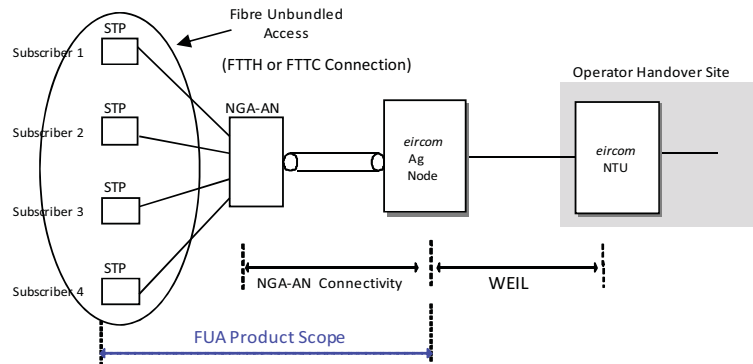 Fibre Unbundled
Access
(FTTH or FTTC Connection)
STP
Subscriber 1
STP
Subscriber 2
STP
Subscriber 3
STP
Subscriber 4
NGA-AN
eircom
Ag
Node
Operator Handover Site
eircom
NTU
NGA-AN Connectivity
WEIL
FUA Product Scope